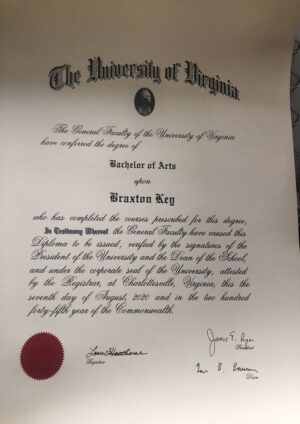 The University of Virginia
The General Faculty of the University of Virginia
have conferred the degree of
Bachelor of Arts
upon
Braxton Key
who has completed the courses prescribed for this degree,
In Testimony Whereof the General Faculty have caused this
Diploma to be issued, verified by the signatures of the
President of the University and the Dean of the School,
and under the corporate seal of the University, attested
by the Registrar, at Charlottesville, Virginia, this the
seventh day of August, 2020 and in the two hundred
forty-fifth year of the Commonwealth.
James E. Ryan
President
Registrar
Dean